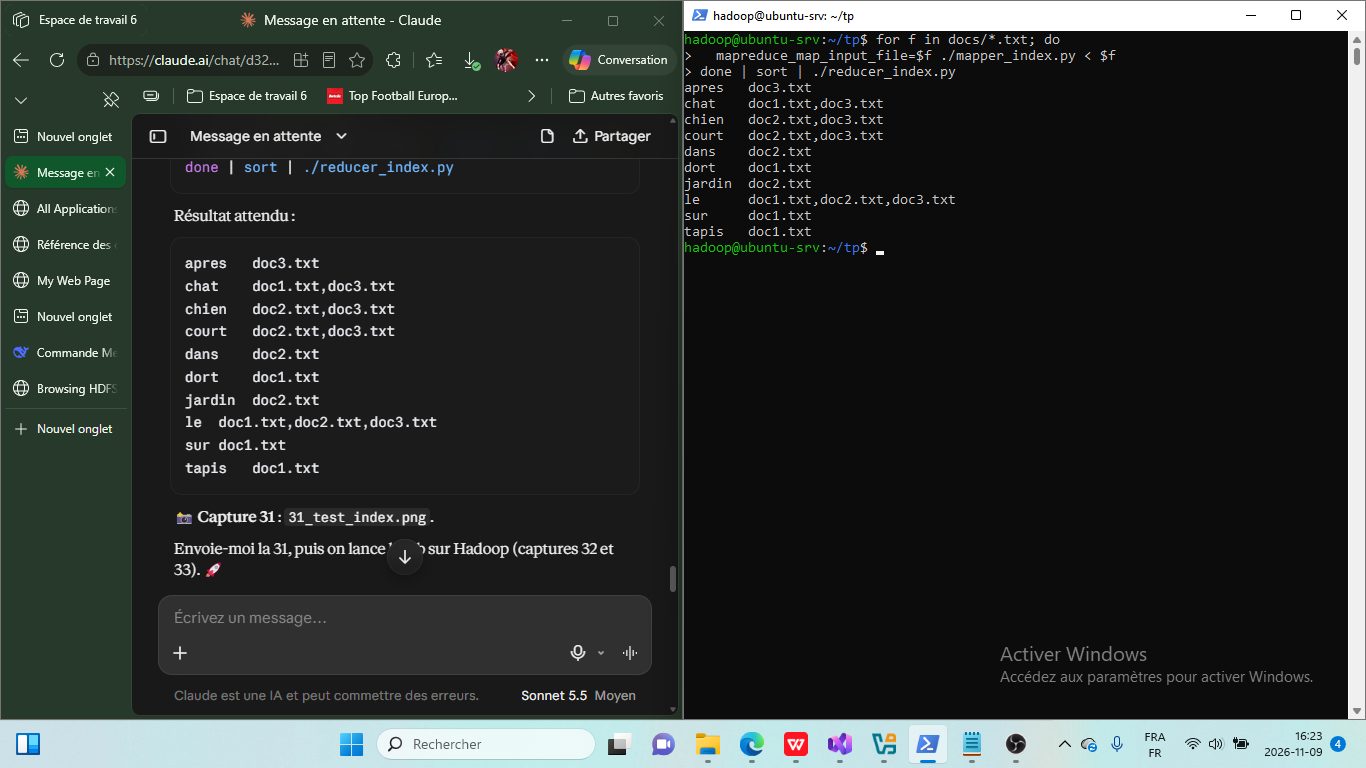 Espace de travail 6
Message en attente - Claude
https://claude.ai/chat/d32...
Conversation
Espace de travail 6
Top Football Europ...
Autres favoris
Nouvel onglet
Message en
All Applications
Référence des
My Web Page
Nouvel onglet
Commande Me
Browsing HDFS
Nouvel onglet
Message en attente
Partager
done | sort | ./reducer_index.py
Résultat attendu :
apres doc3.txt
chat doc1.txt,doc3.txt
chien doc2.txt,doc3.txt
court doc2.txt,doc3.txt
dans doc2.txt
dort doc1.txt
jardin doc2.txt
le doc1.txt,doc2.txt,doc3.txt
sur doc1.txt
tapis doc1.txt
📸 Capture 31 : 31_test_index.png.
Envoie-moi la 31, puis on lance sur Hadoop (captures 32 et
33). 🚀
Écrivez un message...
Claude est une IA et peut commettre des erreurs.
Sonnet 5.5 Moyen
hadoop@ubuntu-srv: ~/tp
hadoop@ubuntu-srv:~/tp$ for f in docs/*.txt; do
> mapreduce_map_input_file=$f ./mapper_index.py < $f
> done | sort | ./reducer_index.py
apres doc3.txt
chat doc1.txt,doc3.txt
chien doc2.txt,doc3.txt
court doc2.txt,doc3.txt
dans doc2.txt
dort doc1.txt
jardin doc2.txt
le doc1.txt,doc2.txt,doc3.txt
sur doc1.txt
tapis doc1.txt
hadoop@ubuntu-srv:~/tp$
Activer Windows
Accédez aux paramètres pour activer Windows.
Rechercher
FRA
FR
16:23
2026-11-09
4